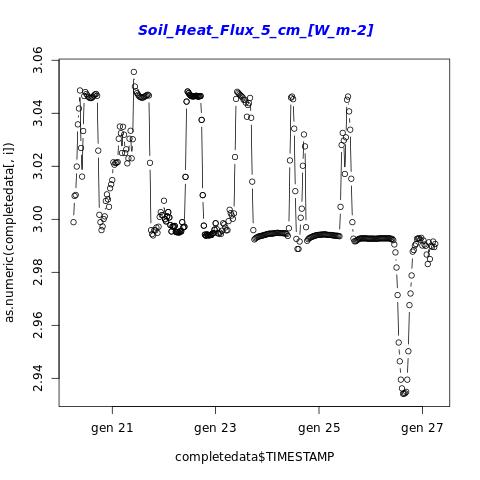 Soil_Heat_Flux_5_cm_[W_m-2]
as.numeric(completedata[, i])
3.06
3.04
3.02
3.00
2.98
2.96
2.94
gen 21 gen 23 gen 25 gen 27
completedata$TIMESTAMP